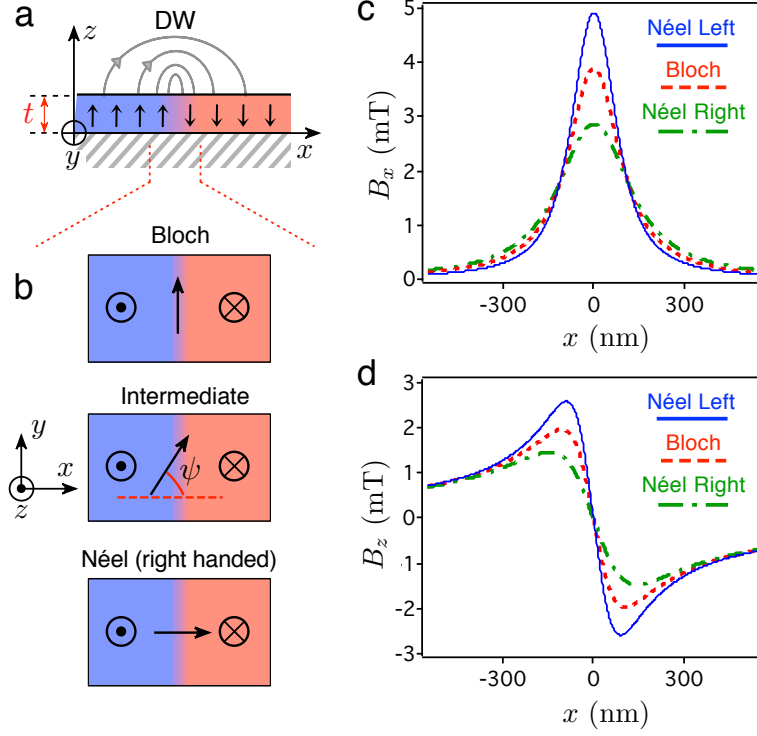 a
DW
z
t
y
x
b
Bloch
Intermediate
y
x
z
ψ
Néel (right handed)
c
Néel Left
Bloch
Néel Right
B_x (mT)
5
4
3
2
1
0
-300
0
300
x (nm)
d
Néel Left
Bloch
Néel Right
B_z (mT)
3
2
1
0
-1
-2
-3
-300
0
300
x (nm)